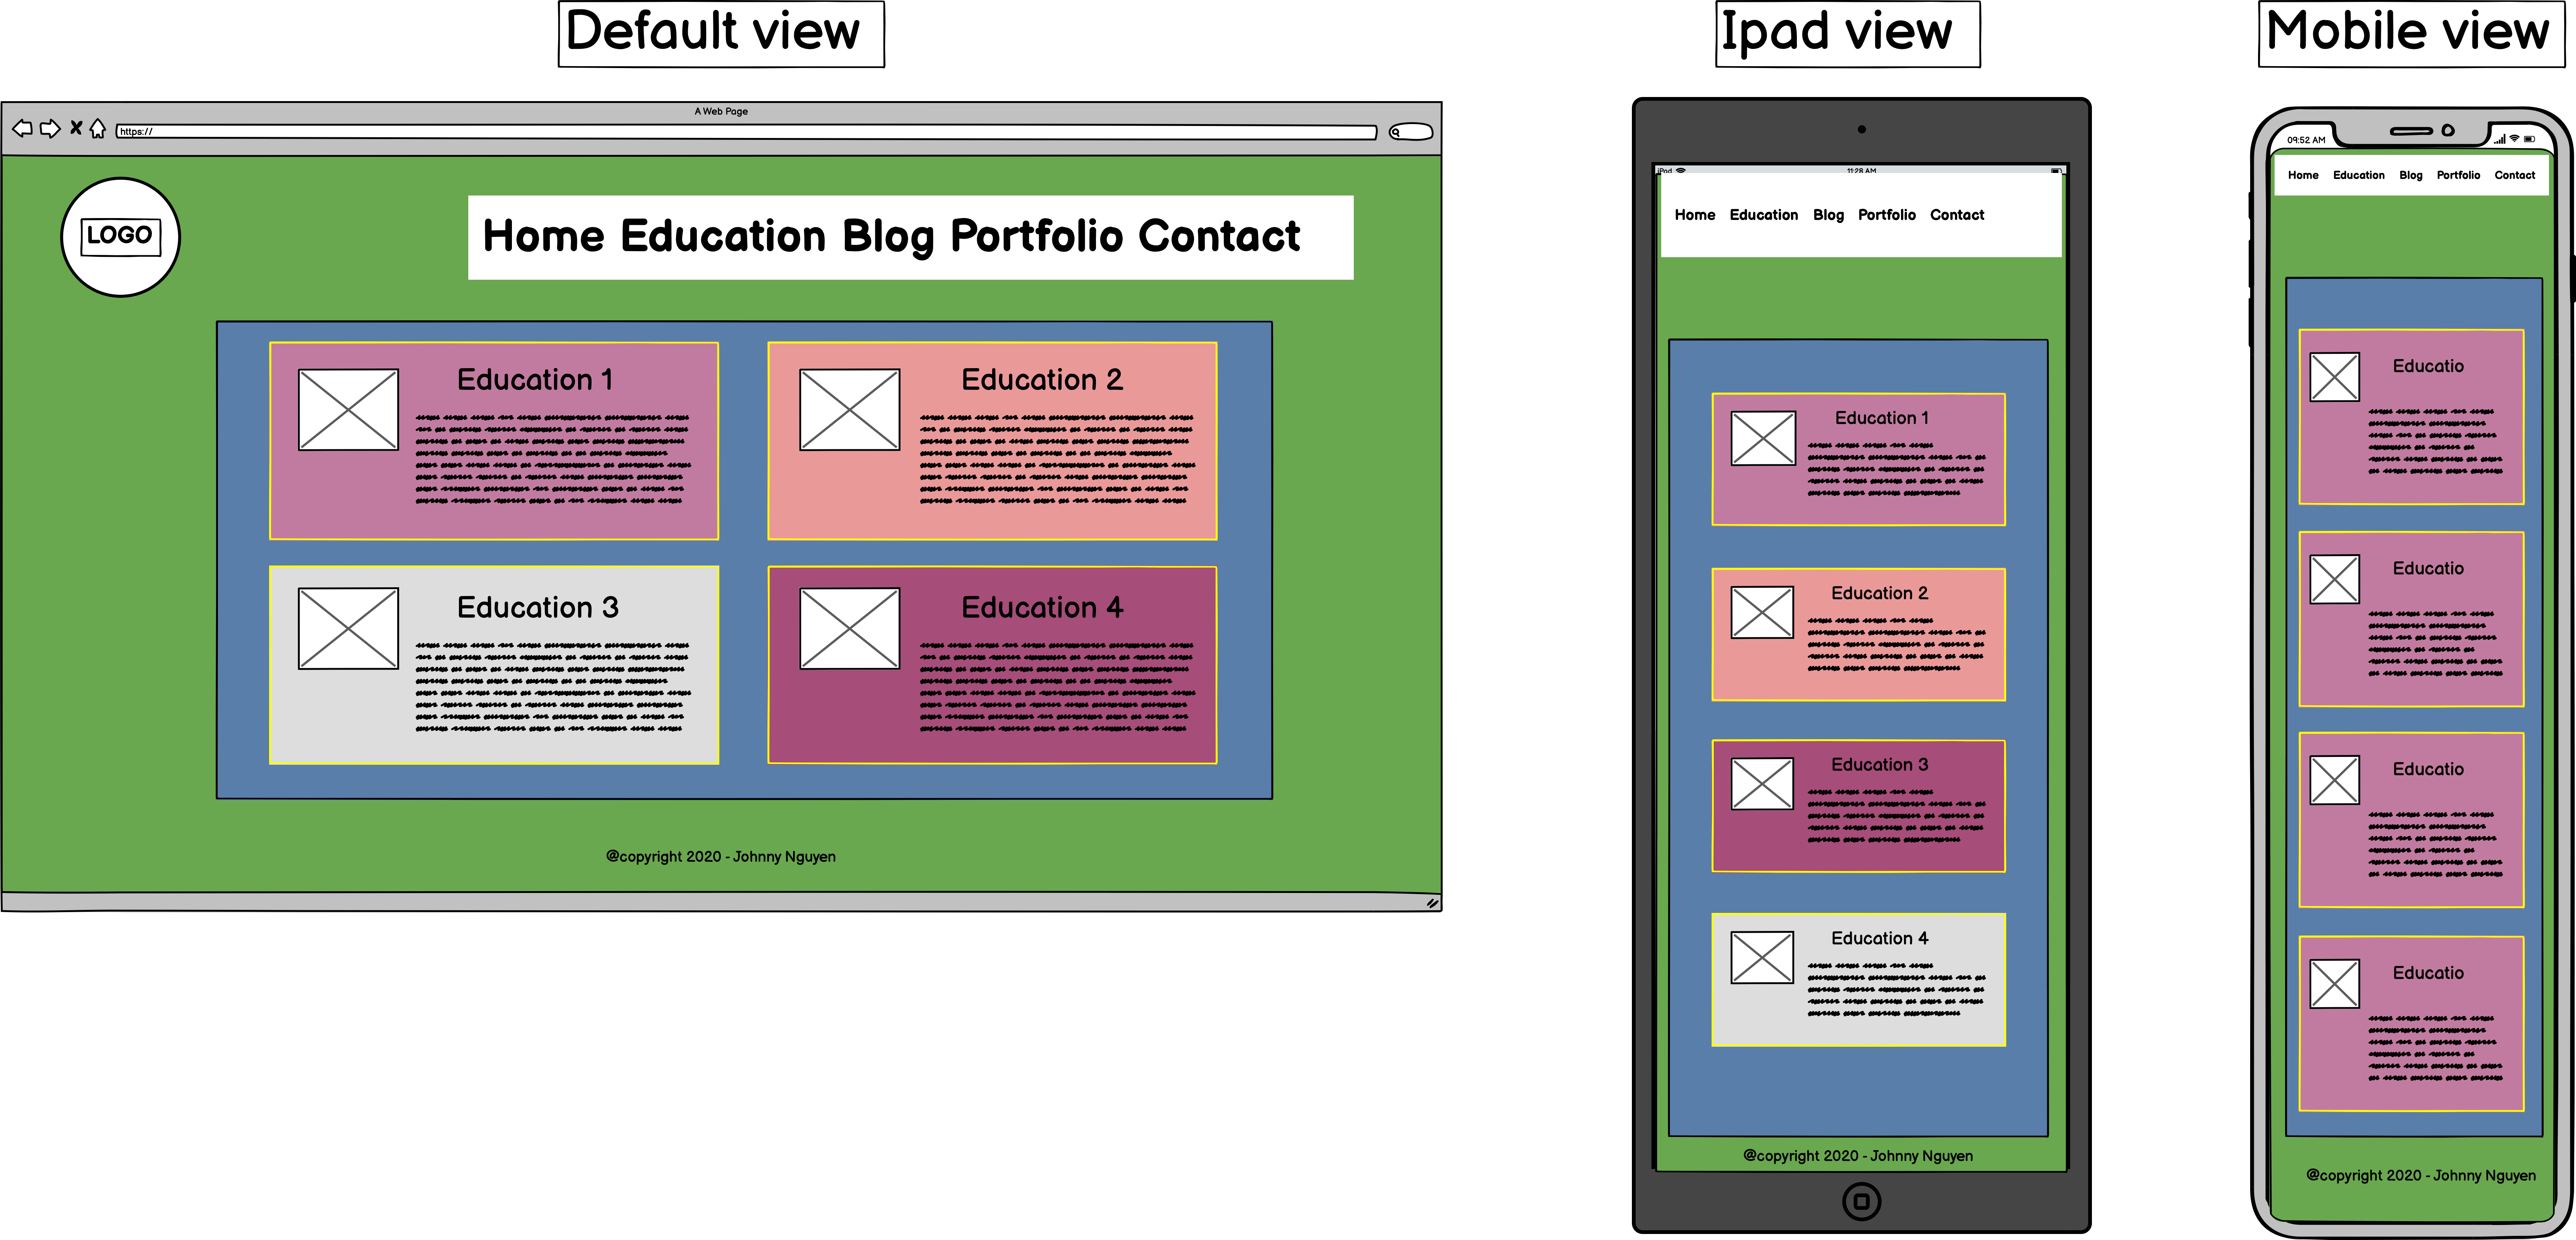 Default view
A Web Page
https://
LOGO
Home Education Blog Portfolio Contact
Education 1
Education 2
Education 3
Education 4
@copyright 2020 - Johnny Nguyen
Ipad view
iPad
11:28 AM
Home Education Blog Portfolio Contact
Education 1
Education 2
Education 3
Education 4
@copyright 2020 - Johnny Nguyen
Mobile view
09:52 AM
Home Education Blog Portfolio Contact
Educatio
Educatio
Educatio
Educatio
@copyright 2020 - Johnny Nguyen